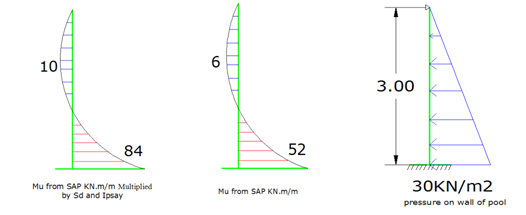 10
84
Mu from SAP KN.m/m Multiplied
by Sd and Ipsay
6
52
Mu from SAP KN.m/m
3.00
30KN/m2
pressure on wall of pool